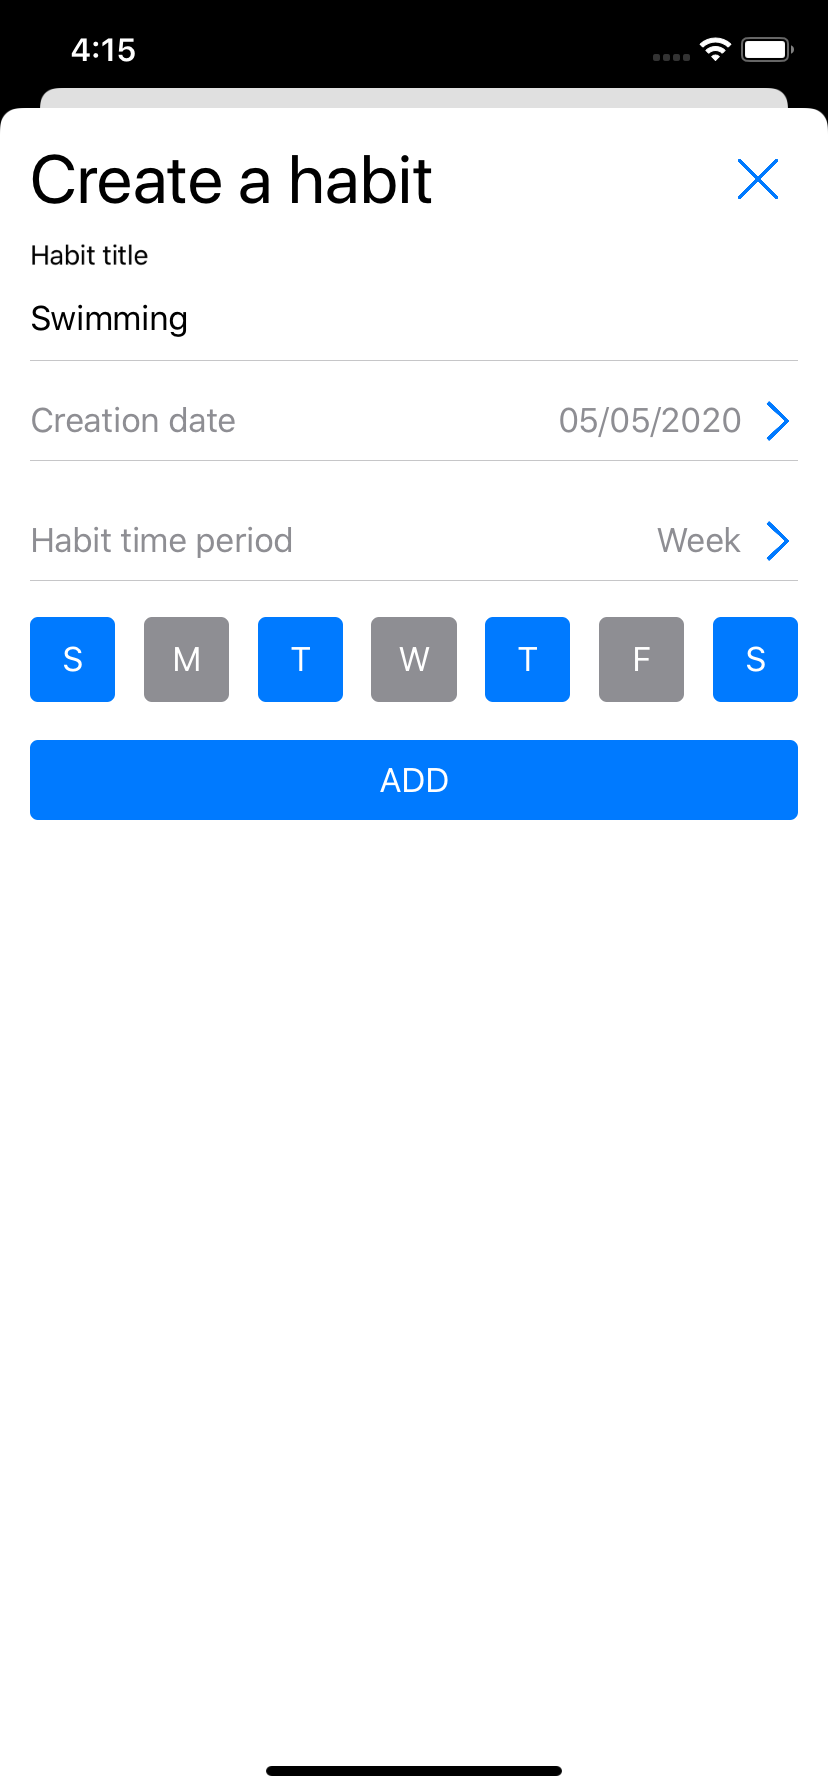 4:15
Create a habit
Habit title
Swimming
Creation date 05/05/2020
Habit time period Week
S M T W T F S
ADD